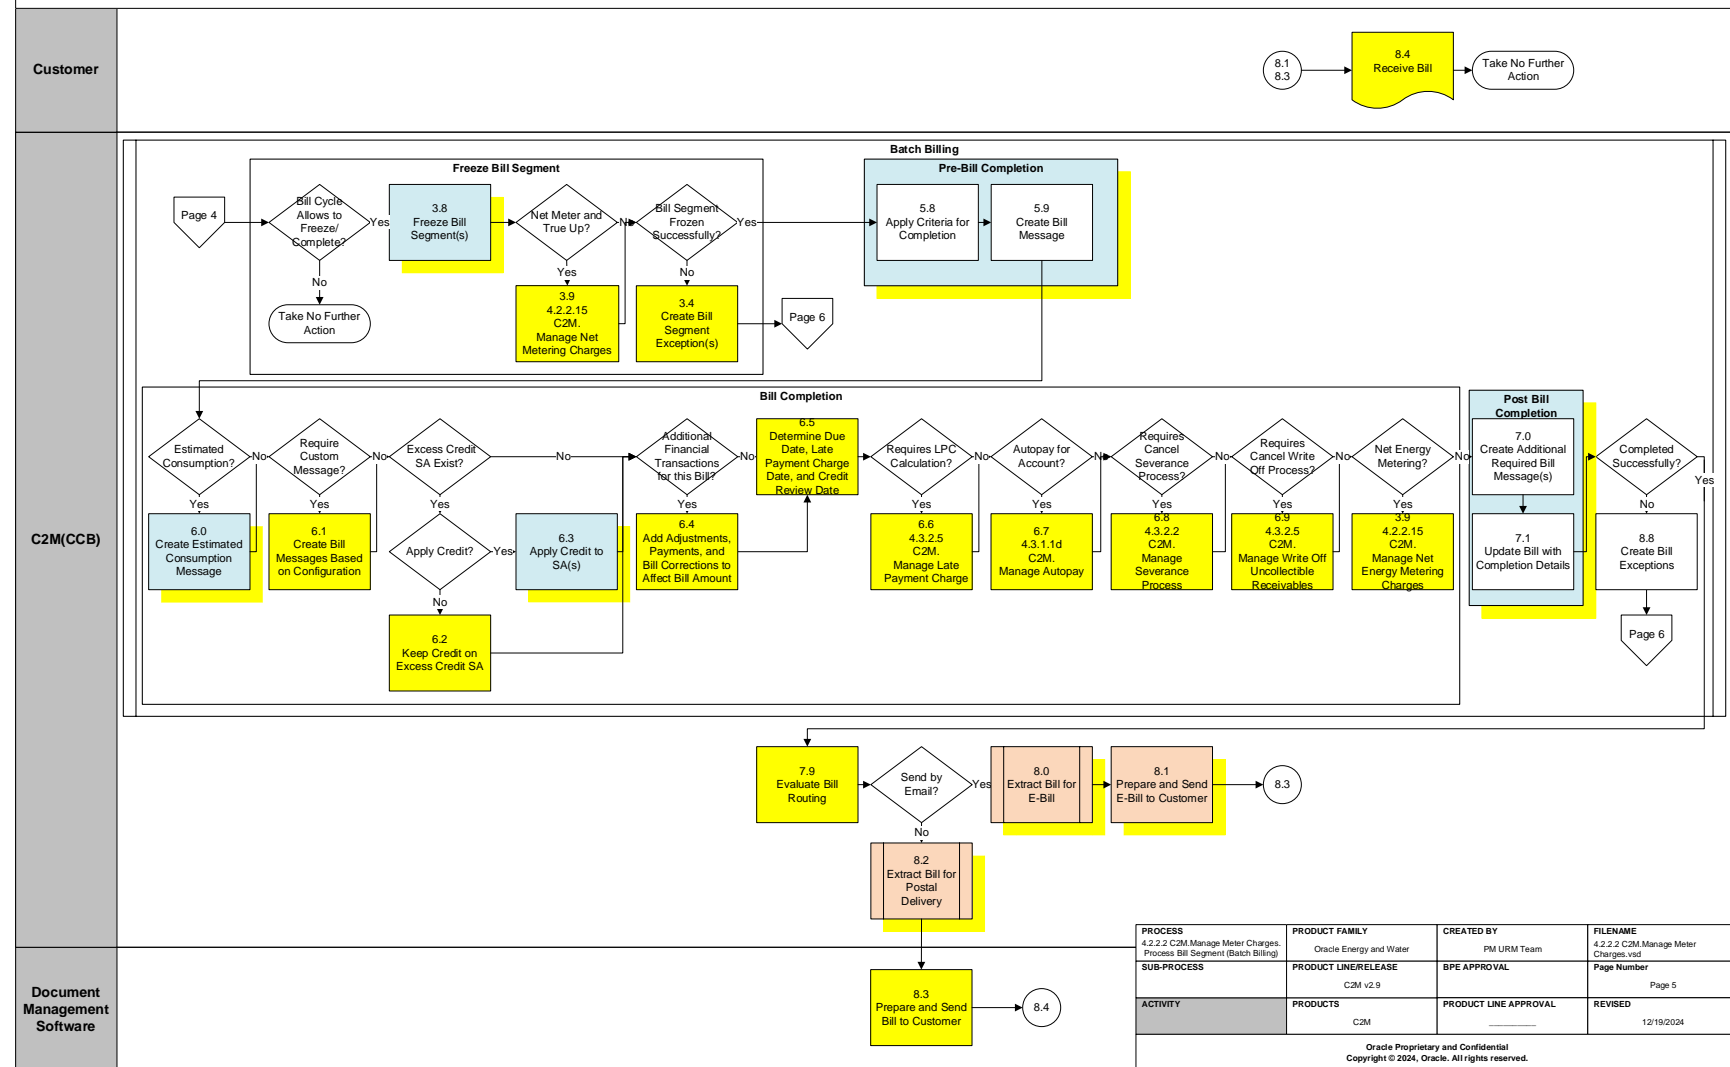 Customer
8.1
8.3
8.4
Receive Bill
Take No Further
Action
C2M(CCB)
Batch Billing
Freeze Bill Segment
Page 4
Bill Cycle
Allows to
Freeze/
Complete?
Yes
No
Take No Further
Action
3.8
Freeze Bill
Segment(s)
Net Meter and
True Up?
Yes
3.9
4.2.2.15
C2M.
Manage Net
Metering Charges
Bill Segment
Frozen
Successfully?
Yes
No
3.4
Create Bill
Segment
Exception(s)
Page 6
Pre-Bill Completion
5.8
Apply Criteria for
Completion
5.9
Create Bill
Message
Bill Completion
Estimated
Consumption?
No
Yes
6.0
Create Estimated
Consumption
Message
Require
Custom
Message?
No
Yes
6.1
Create Bill
Messages Based
on Configuration
Excess Credit
SA Exist?
No
Yes
Apply Credit?
Yes
No
6.2
Keep Credit on
Excess Credit SA
6.3
Apply Credit to
SA(s)
Additional
Financial
Transactions
for this Bill?
No
Yes
6.4
Add Adjustments,
Payments, and
Bill Corrections to
Affect Bill Amount
6.5
Determine Due
Date, Late
Payment Charge
Date, and Credit
Review Date
Requires LPC
Calculation?
No
Yes
6.6
4.3.2.5
C2M.
Manage Late
Payment Charge
Autopay for
Account?
Yes
6.7
4.3.1.1d
C2M.
Manage Autopay
Requires
Cancel
Severance
Process?
No
Yes
6.8
4.3.2.2
C2M.
Manage
Severance
Process
Requires
Cancel Write
Off Process?
No
Yes
6.9
4.3.2.5
C2M.
Manage Write Off
Uncollectible
Receivables
Net Energy
Metering?
No
Yes
3.9
4.2.2.15
C2M.
Manage Net
Energy Metering
Charges
Post Bill
Completion
7.0
Create Additional
Required Bill
Message(s)
7.1
Update Bill with
Completion Details
Completed
Successfully?
Yes
No
8.8
Create Bill
Exceptions
Page 6
7.9
Evaluate Bill
Routing
Send by
Email?
Yes
No
8.0
Extract Bill for
E-Bill
8.1
Prepare and Send
E-Bill to Customer
8.3
8.2
Extract Bill for
Postal
Delivery
Document
Management
Software
8.3
Prepare and Send
Bill to Customer
8.4
PROCESS
4.2.2.2 C2M.Manage Meter Charges.
Process Bill Segment (Batch Billing)
PRODUCT FAMILY
Oracle Energy and Water
CREATED BY
PM URM Team
FILENAME
4.2.2.2 C2M.Manage Meter
Charges.vsd
SUB-PROCESS
PRODUCT LINE/RELEASE
C2M v2.9
BPE APPROVAL
Page Number
Page 5
ACTIVITY
PRODUCTS
C2M
PRODUCT LINE APPROVAL
REVISED
12/19/2024
Oracle Proprietary and Confidential
Copyright © 2024, Oracle. All rights reserved.